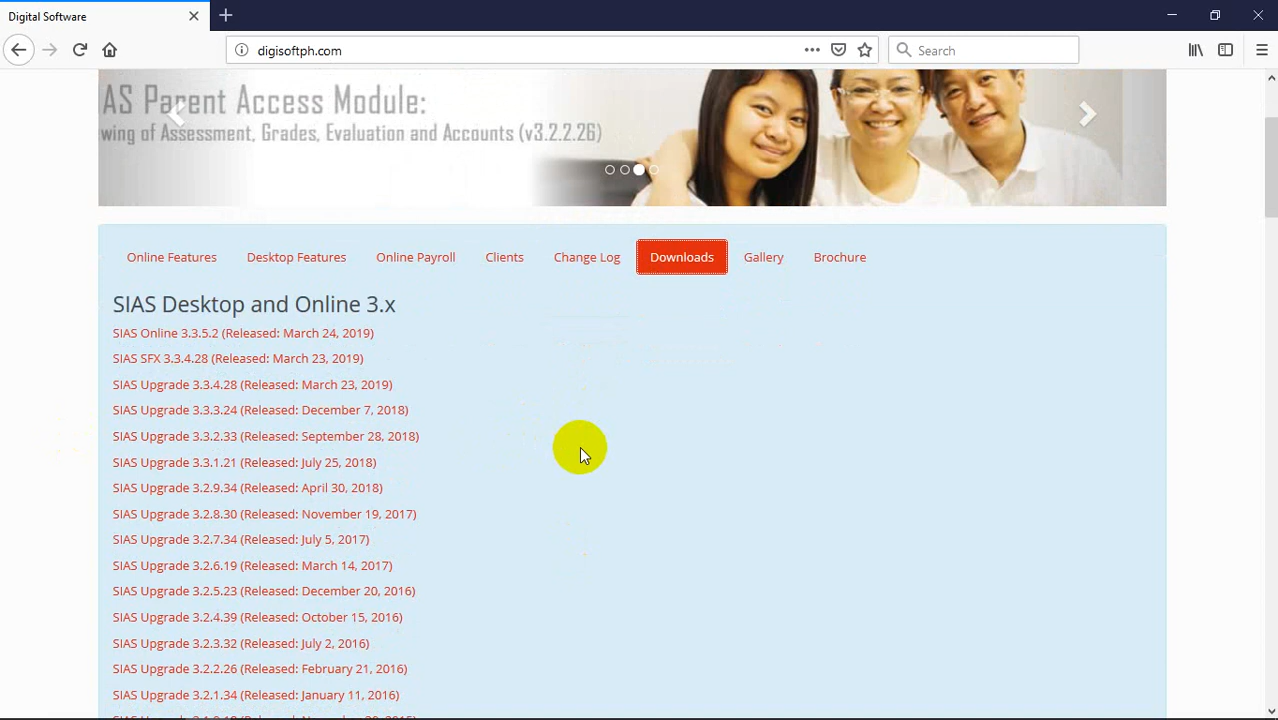 Digital Software
digisoftph.com
Search
AS Parent Access Module:
wing of Assessment, Grades, Evaluation and Accounts (v3.2.2.26)
Online Features
Desktop Features
Online Payroll
Clients
Change Log
Downloads
Gallery
Brochure
SIAS Desktop and Online 3.x
SIAS Online 3.3.5.2 (Released: March 24, 2019)
SIAS SFX 3.3.4.28 (Released: March 23, 2019)
SIAS Upgrade 3.3.4.28 (Released: March 23, 2019)
SIAS Upgrade 3.3.3.24 (Released: December 7, 2018)
SIAS Upgrade 3.3.2.33 (Released: September 28, 2018)
SIAS Upgrade 3.3.1.21 (Released: July 25, 2018)
SIAS Upgrade 3.2.9.34 (Released: April 30, 2018)
SIAS Upgrade 3.2.8.30 (Released: November 19, 2017)
SIAS Upgrade 3.2.7.34 (Released: July 5, 2017)
SIAS Upgrade 3.2.6.19 (Released: March 14, 2017)
SIAS Upgrade 3.2.5.23 (Released: December 20, 2016)
SIAS Upgrade 3.2.4.39 (Released: October 15, 2016)
SIAS Upgrade 3.2.3.32 (Released: July 2, 2016)
SIAS Upgrade 3.2.2.26 (Released: February 21, 2016)
SIAS Upgrade 3.2.1.34 (Released: January 11, 2016)